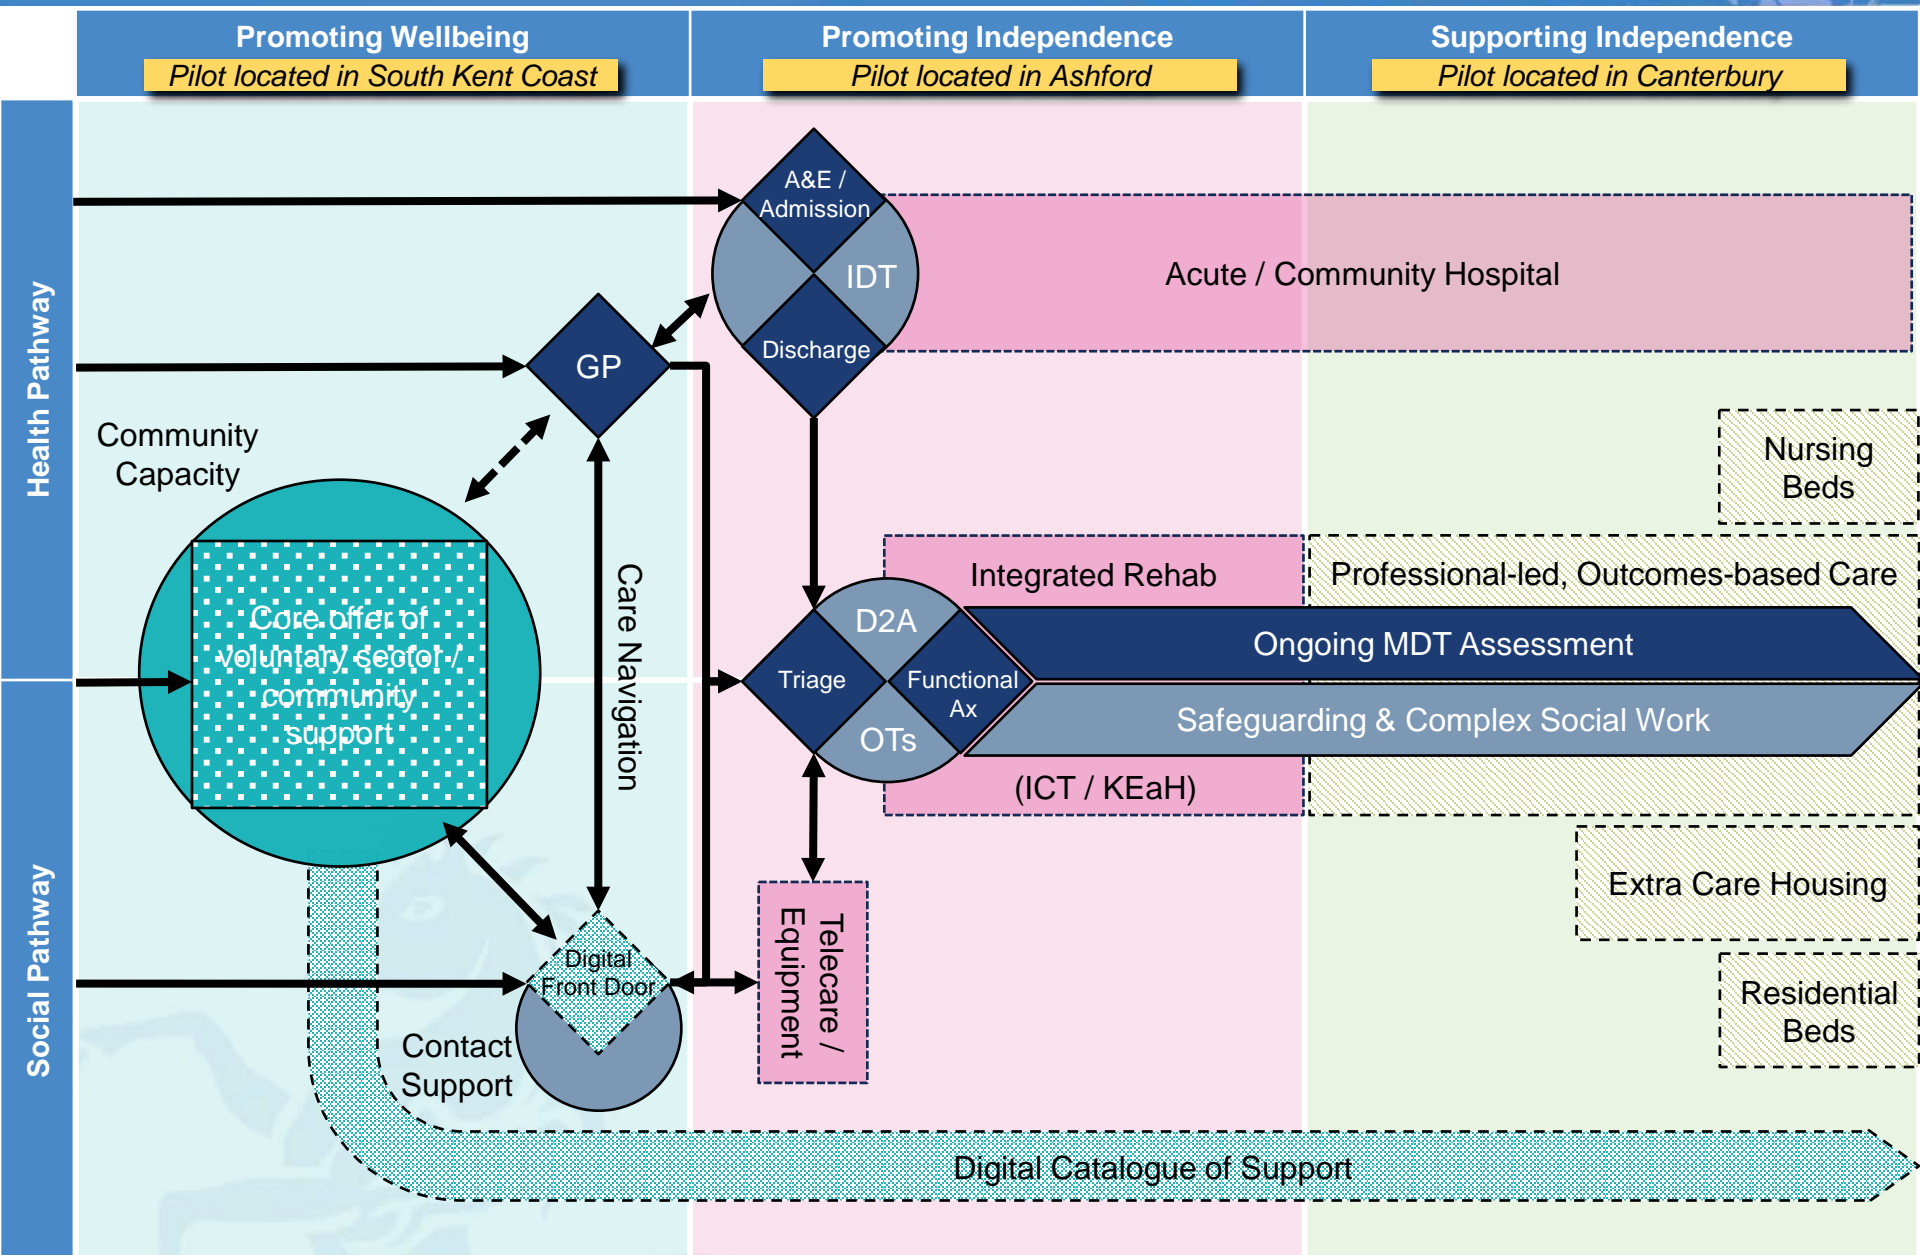 Promoting Wellbeing
Pilot located in South Kent Coast
Promoting Independence
Pilot located in Ashford
Supporting Independence
Pilot located in Canterbury
Health Pathway
Social Pathway
A&E /
Admission
IDT
Discharge
Acute / Community Hospital
GP
Community
Capacity
Core offer of
voluntary sector /
community
support
Care Navigation
Nursing
Beds
Integrated Rehab
(ICT / KEaH)
Professional-led, Outcomes-based Care
D2A
Triage
Functional
Ax
OTs
Ongoing MDT Assessment
Safeguarding & Complex Social Work
Extra Care Housing
Residential
Beds
Telecare /
Equipment
Digital
Front Door
Contact
Support
Digital Catalogue of Support